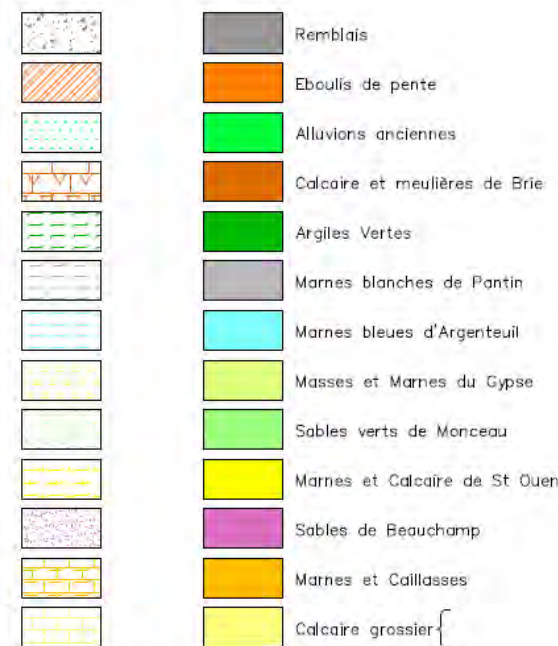 Remblais
Eboulis de pente
Alluvions anciennes
Calcaire et meulières de Brie
Argiles Vertes
Marnes blanches de Pantin
Marnes bleues d'Argenteuil
Masses et Marnes du Gypse
Sables verts de Monceau
Marnes et Calcaire de St Ouen
Sables de Beauchamp
Marnes et Caillasses
Calcaire grossier{